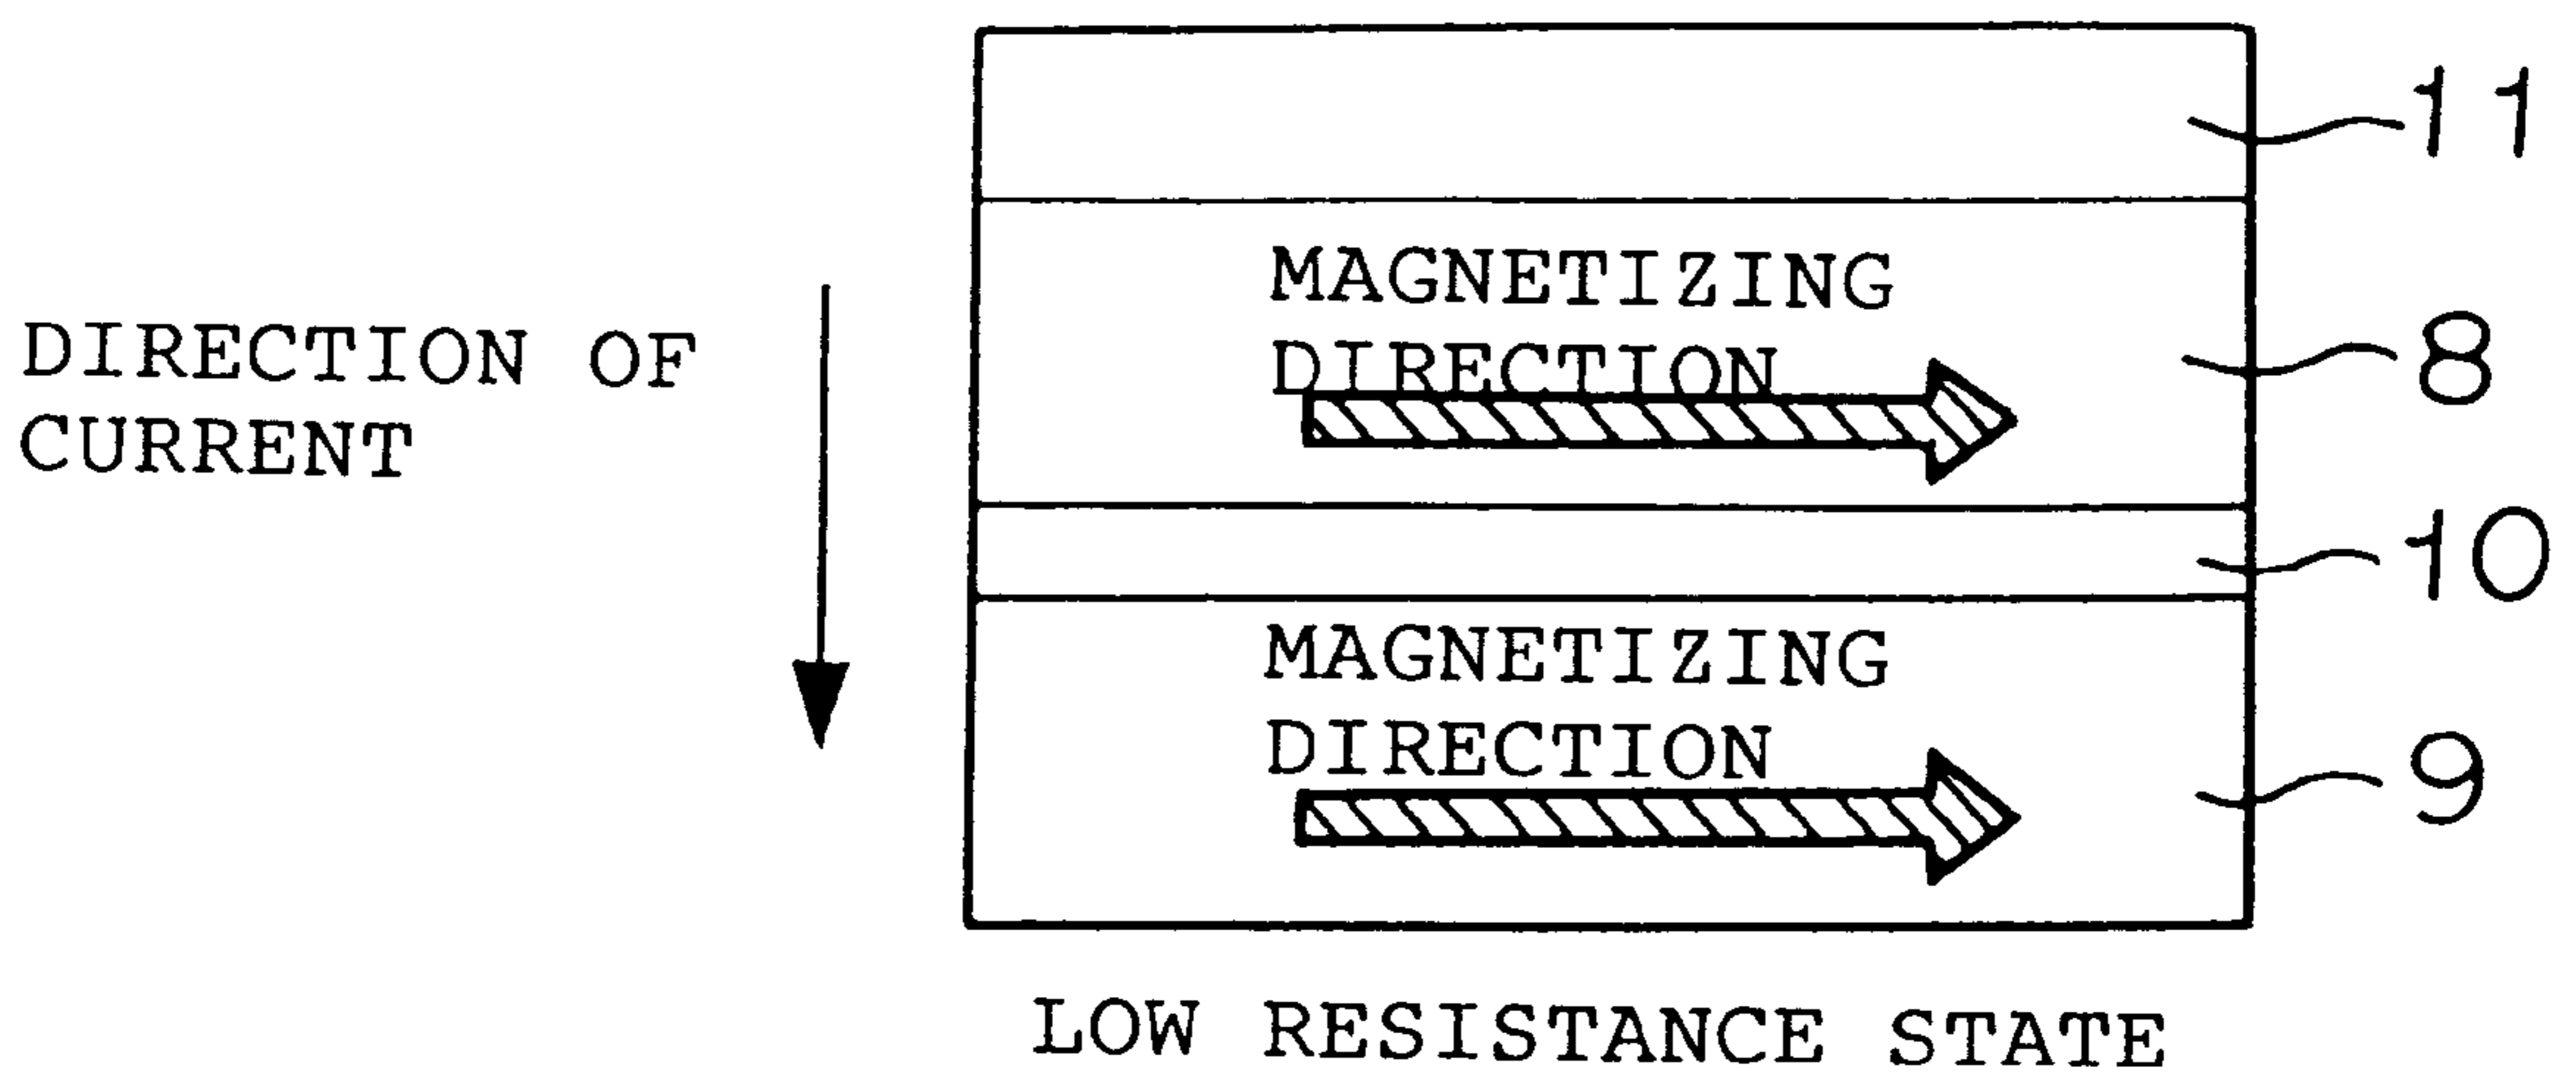 11
MAGNETIZING
DIRECTION
8
DIRECTION OF
CURRENT
10
MAGNETIZING
DIRECTION
9
LOW RESISTANCE STATE